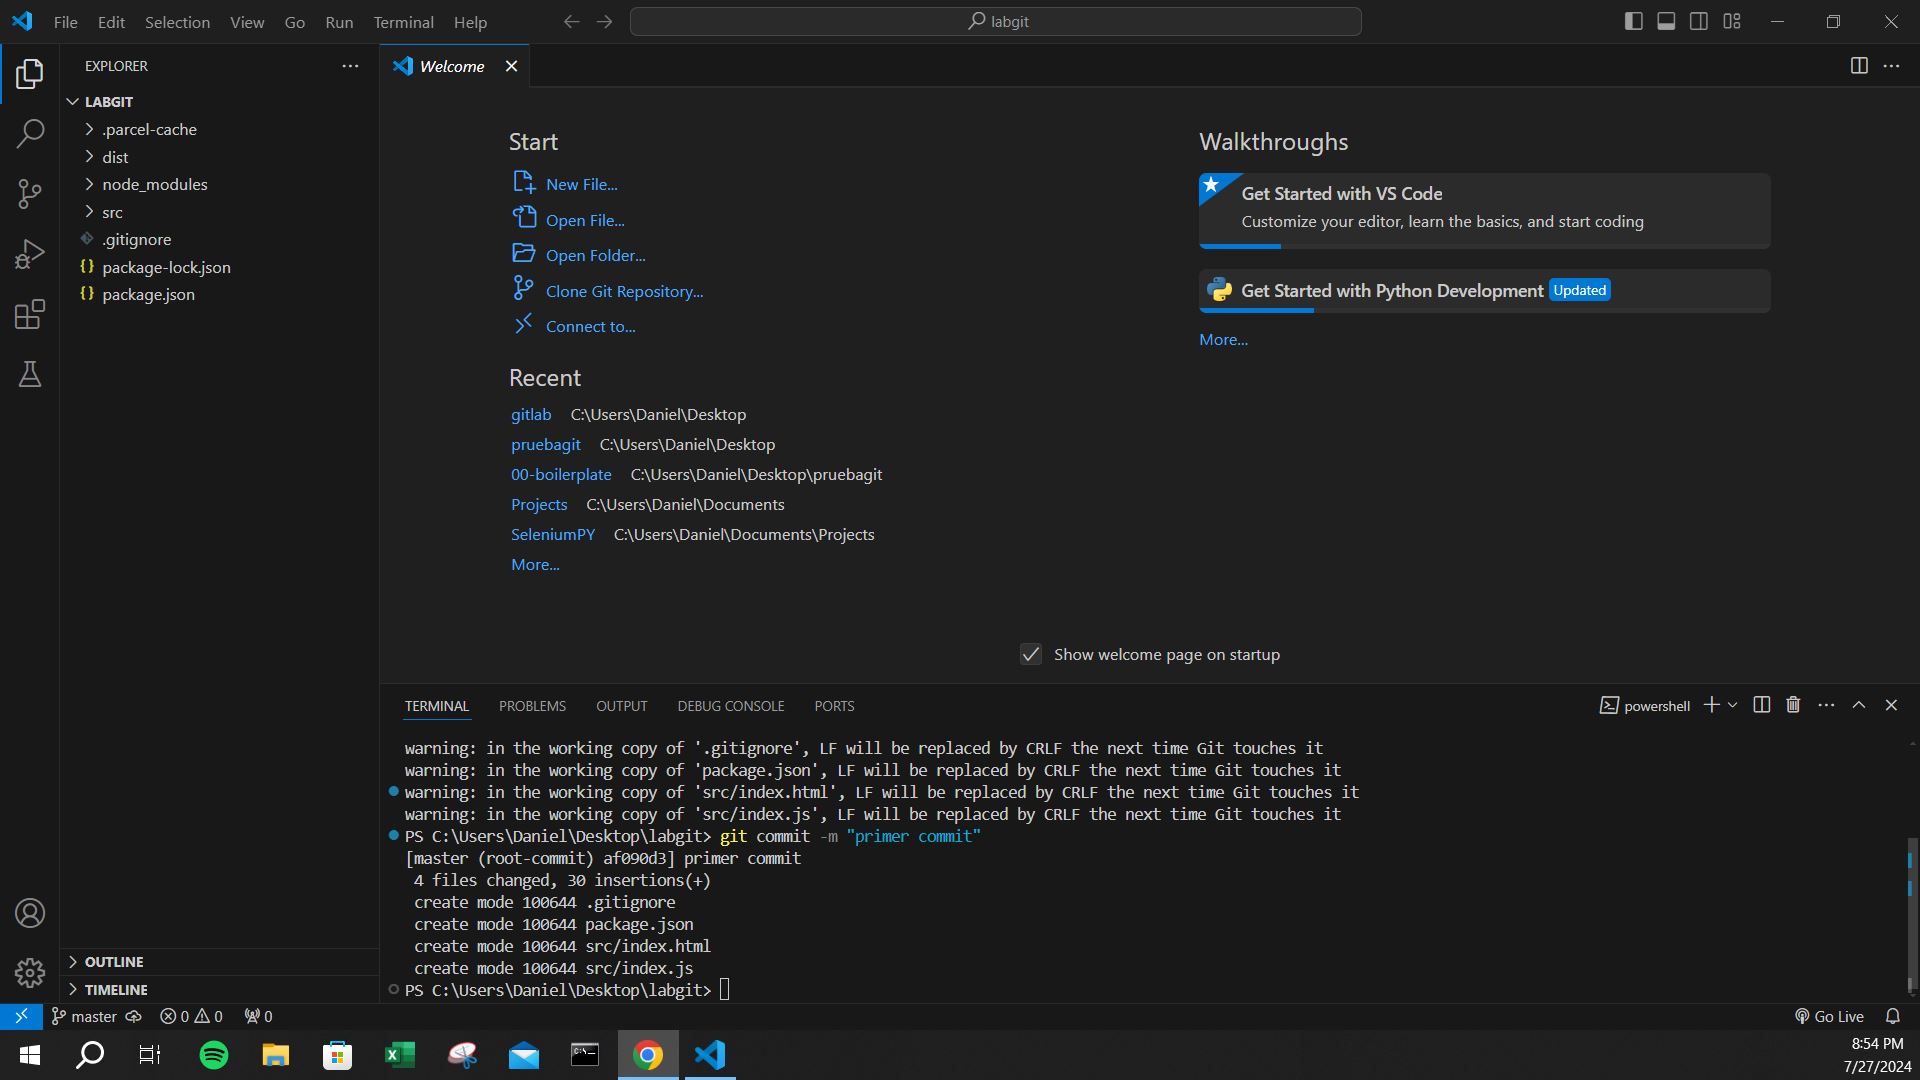 File Edit Selection View Go Run Terminal Help
labgit
EXPLORER
LABGIT
.parcel-cache
dist
node_modules
src
.gitignore
{} package-lock.json
{} package.json
OUTLINE
TIMELINE
Welcome
Start
New File...
Open File...
Open Folder...
Clone Git Repository...
Connect to...
Recent
gitlab C:\Users\Daniel\Desktop
pruebagit C:\Users\Daniel\Desktop
00-boilerplate C:\Users\Daniel\Desktop\pruebagit
Projects C:\Users\Daniel\Documents
SeleniumPY C:\Users\Daniel\Documents\Projects
More...
Walkthroughs
Get Started with VS Code
Customize your editor, learn the basics, and start coding
Get Started with Python Development Updated
More...
Show welcome page on startup
TERMINAL PROBLEMS OUTPUT DEBUG CONSOLE PORTS
powershell
warning: in the working copy of '.gitignore', LF will be replaced by CRLF the next time Git touches it
warning: in the working copy of 'package.json', LF will be replaced by CRLF the next time Git touches it
warning: in the working copy of 'src/index.html', LF will be replaced by CRLF the next time Git touches it
warning: in the working copy of 'src/index.js', LF will be replaced by CRLF the next time Git touches it
PS C:\Users\Daniel\Desktop\labgit> git commit -m "primer commit"
[master (root-commit) af090d3] primer commit
4 files changed, 30 insertions(+)
create mode 100644 .gitignore
create mode 100644 package.json
create mode 100644 src/index.html
create mode 100644 src/index.js
PS C:\Users\Daniel\Desktop\labgit>
master 0 0 0
Go Live
8:54 PM
7/27/2024